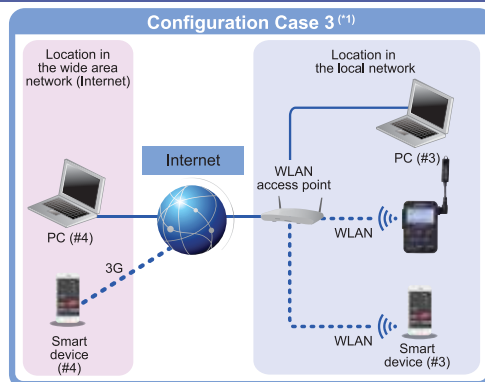 Configuration Case 3 (*1)
Location in
the wide area
network (Internet)
Location in
the local network
Internet
WLAN
access point
PC (#3)
PC (#4)
WLAN
3G
WLAN
Smart
device
(#4)
Smart
device (#3)